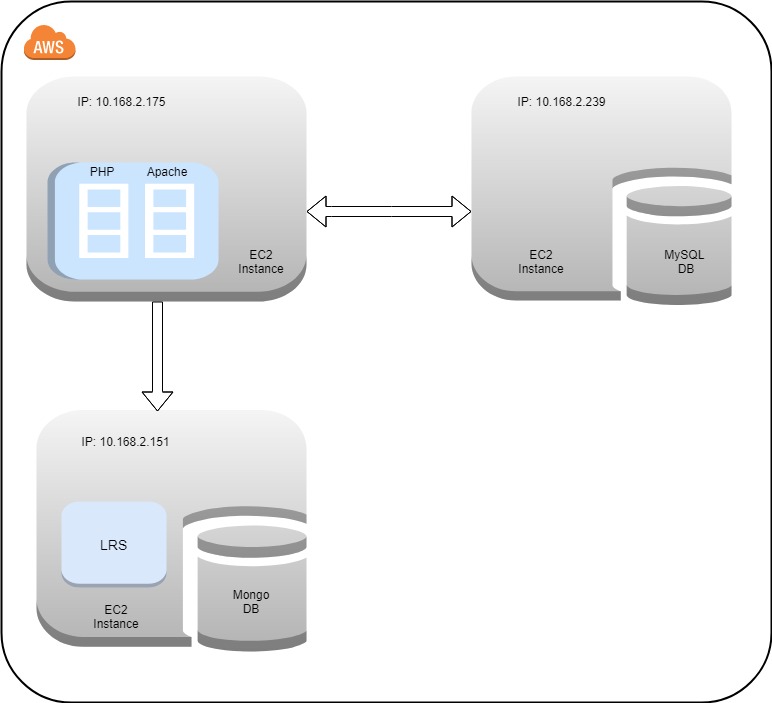 AWS
IP: 10.168.2.175
PHP
Apache
EC2
Instance
IP: 10.168.2.239
EC2
Instance
MySQL
DB
IP: 10.168.2.151
LRS
EC2
Instance
Mongo
DB